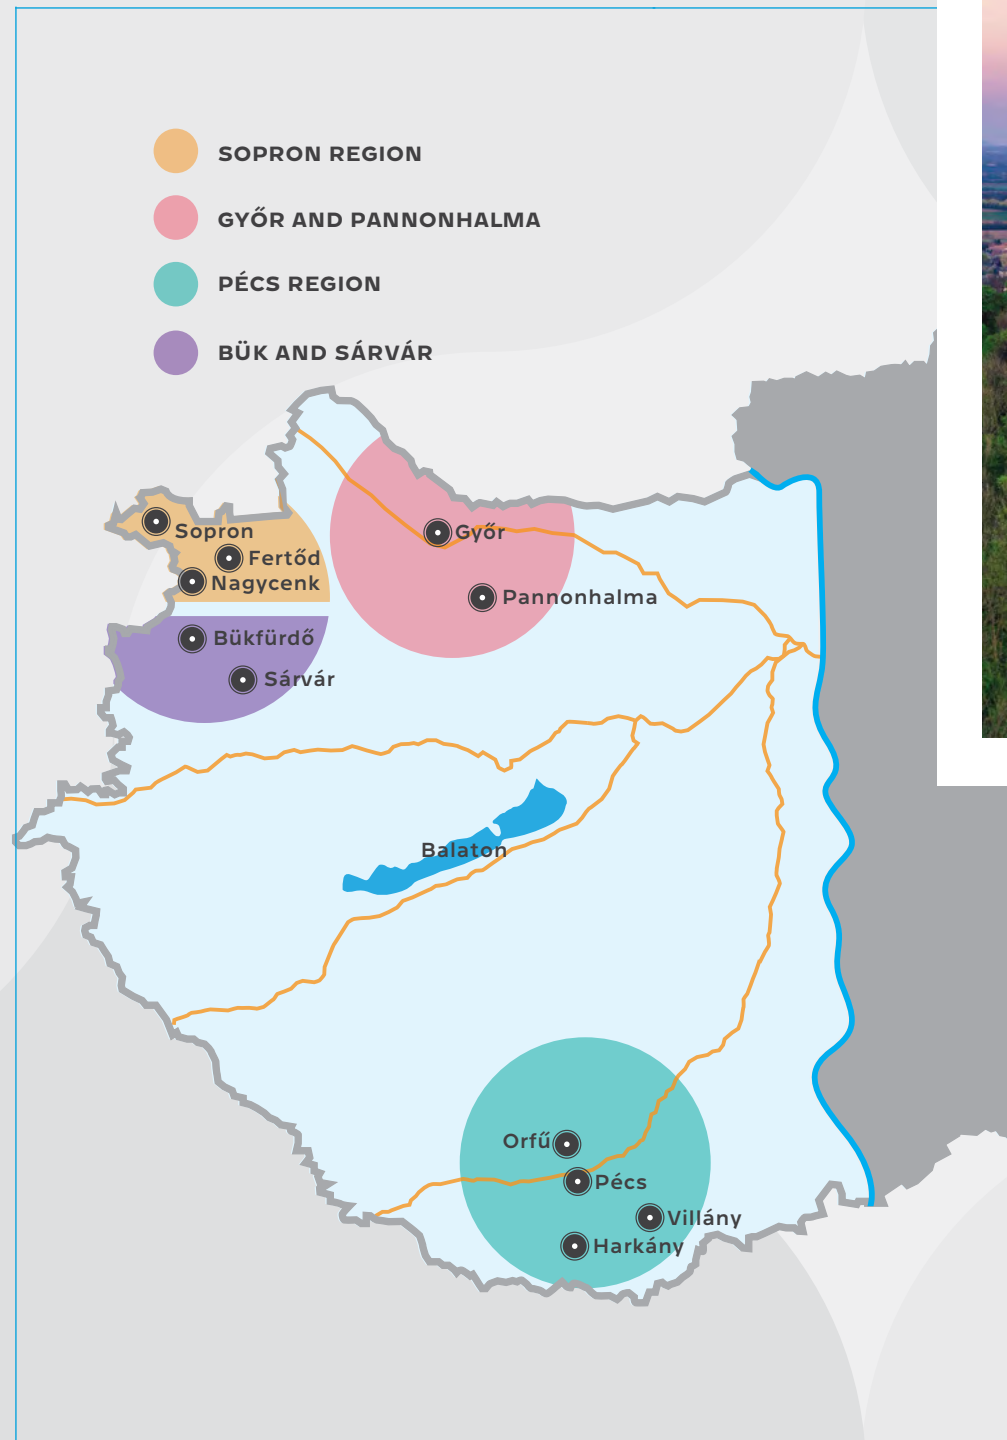 SOPRON REGION
GYŐR AND PANNONHALMA
PÉCS REGION
BÜK AND SÁRVÁR
Sopron
Győr
Fertőd
Nagycenk
Pannonhalma
Bükfürdő
Sárvár
Balaton
Orfű
Pécs
Villány
Harkány